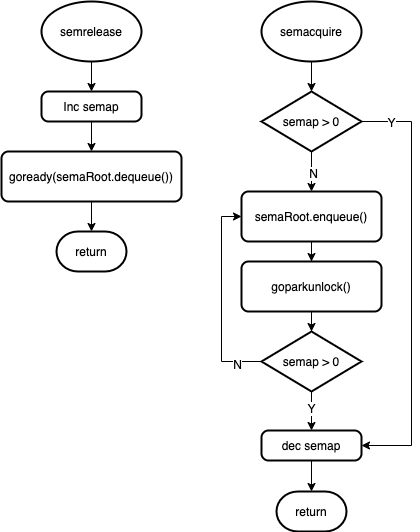 semrelease
Inc semap
goready(semaRoot.dequeue())
return
semacquire
semap > 0
Y
N
semaRoot.enqueue()
goparkunlock()
semap > 0
N
Y
dec semap
return